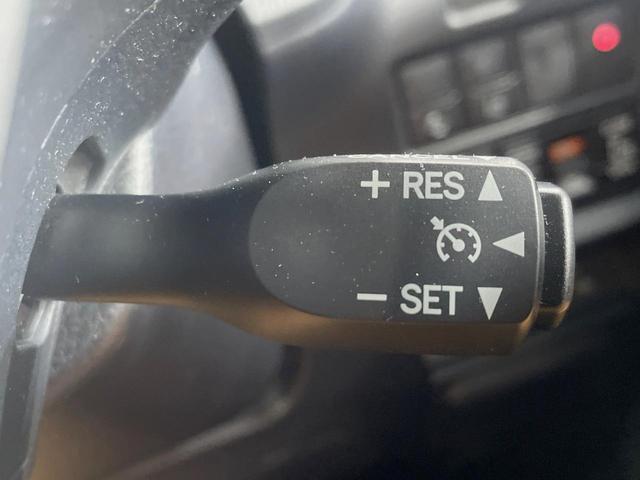 + RES ▲
◀
− SET ▼